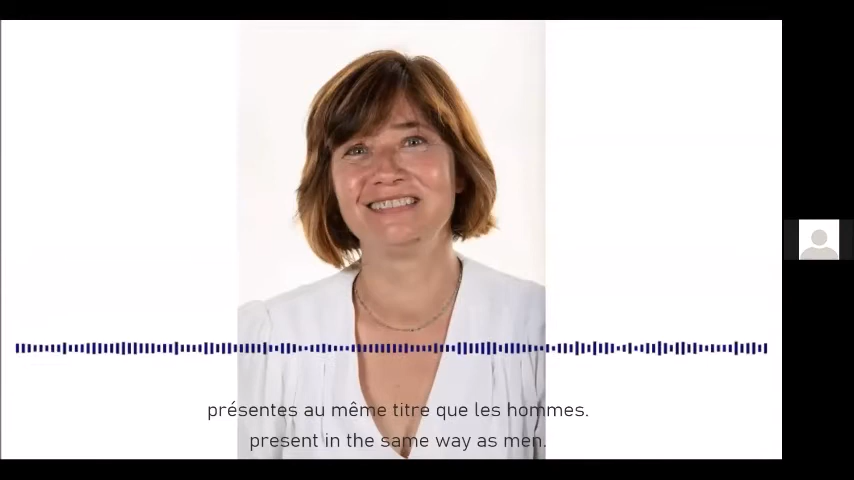 présentes au même titre que les hommes.
present in the same way as men.